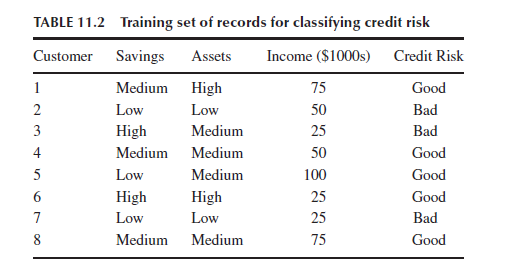 TABLE 11.2 Training set of records for classifying credit risk
Customer Savings Assets Income ($1000s) Credit Risk
1 Medium High 75 Good
2 Low Low 50 Bad
3 High Medium 25 Bad
4 Medium Medium 50 Good
5 Low Medium 100 Good
6 High High 25 Good
7 Low Low 25 Bad
8 Medium Medium 75 Good